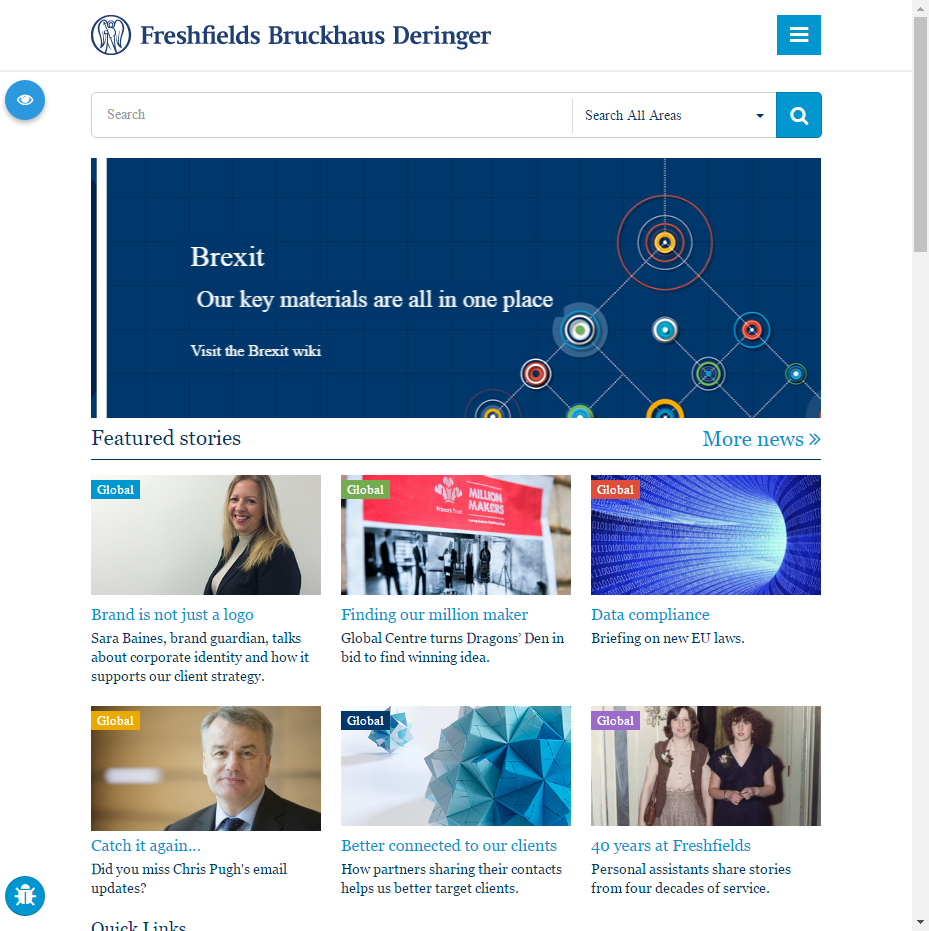 Freshfields Bruckhaus Deringer
Search
Search All Areas
Brexit
Our key materials are all in one place
Visit the Brexit wiki
Featured stories
More news »
Global
Global
Prince's Trust
MILLION
MAKERS
Global
Brand is not just a logo
Sara Baines, brand guardian, talks
about corporate identity and how it
supports our client strategy.
Finding our million maker
Global Centre turns Dragons’ Den in
bid to find winning idea.
Data compliance
Briefing on new EU laws.
Global
Global
Global
Catch it again...
Did you miss Chris Pugh's email
updates?
Better connected to our clients
How partners sharing their contacts
helps us better target clients.
40 years at Freshfields
Personal assistants share stories
from four decades of service.
Quick Links